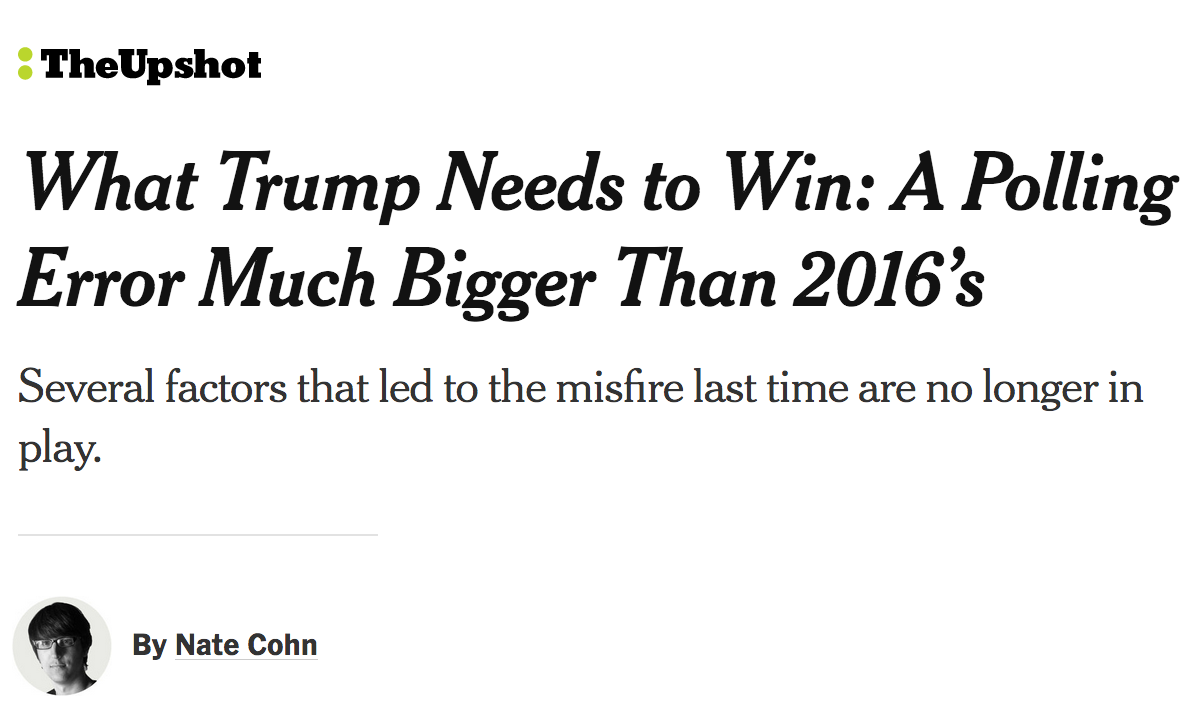 TheUpshot
What Trump Needs to Win: A Polling
Error Much Bigger Than 2016’s
Several factors that led to the misfire last time are no longer in
play.
By Nate Cohn